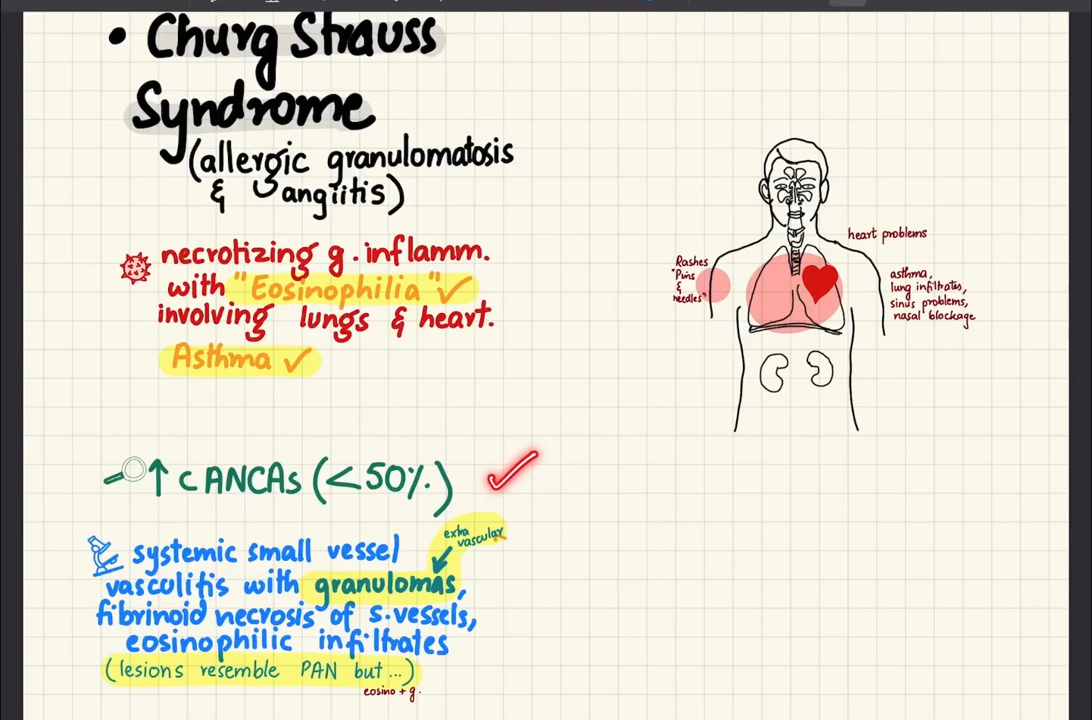 • Churg Strauss
Syndrome
(allergic granulomatosis
& angiitis)
necrotizing g. inflamm.
with "Eosinophilia" ✓
involving lungs & heart.
Asthma ✓
↑ cANCAs (<50%)
extra
vascular
systemic small vessel
vasculitis with granulomas,
fibrinoid necrosis of s.vessels,
eosinophilic infiltrates
(lesions resemble PAN but...)
eosino + g.
heart problems
Rashes
"Pins
&
needles"
asthma,
lung infiltrates,
sinus problems,
nasal blockage